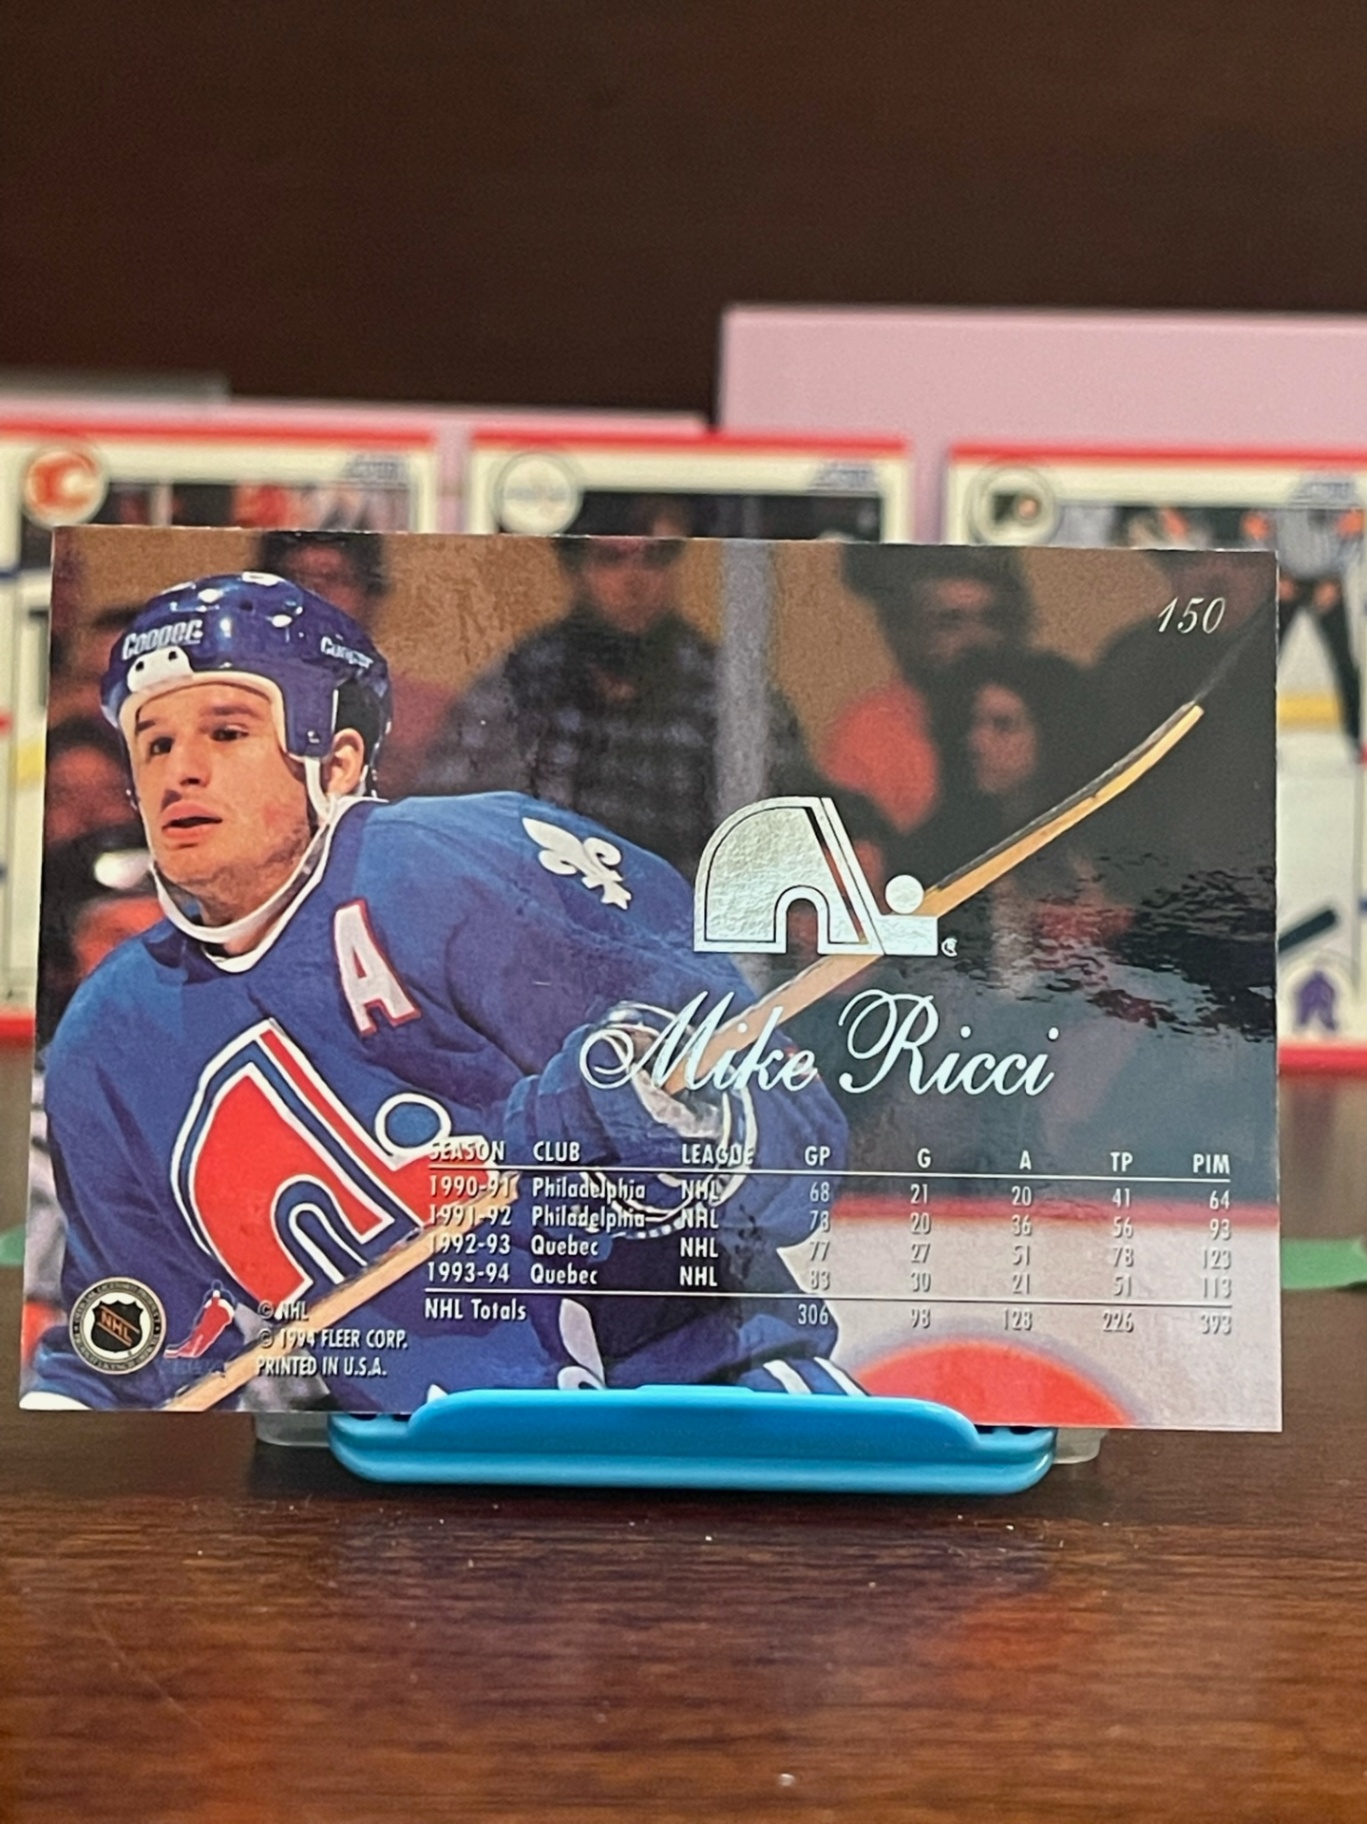 150
Cooper
Cooper
A
Mike Ricci
SEASON CLUB LEAGUE GP G A TP PIM
1990-91 Philadelphia NHL 68 21 20 41 64
1991-92 Philadelphia NHL 78 20 36 56 93
1992-93 Quebec NHL 77 27 51 78 123
1993-94 Quebec NHL 83 30 21 51 113
NHL Totals 306 98 128 226 393
NHL
© NHL
© 1994 FLEER CORP.
PRINTED IN U.S.A.